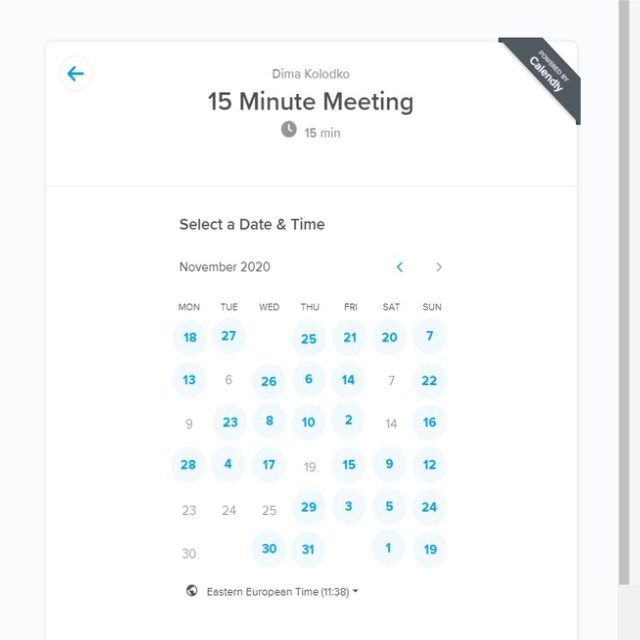 Dima Kolodko
15 Minute Meeting
15 min
POWERED BY
Calendly
Select a Date & Time
November 2020
MON TUE WED THU FRI SAT SUN
18 27 25 21 20 7
13 6 26 6 14 7 22
9 23 8 10 2 14 16
28 4 17 19 15 9 12
23 24 25 29 3 5 24
30 30 31 1 19
Eastern European Time (11:38)